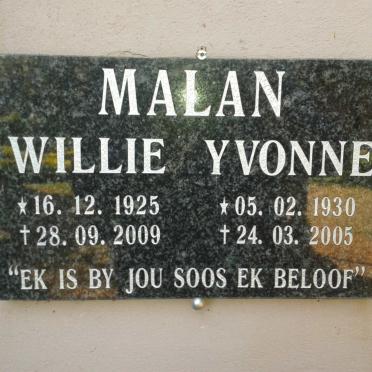 MALAN
WILLIE YVONNE
★16. 12. 1925 ★05. 02. 1930
†28. 09. 2009 †24. 03. 2005
“EK IS BY JOU SOOS EK BELOOF”